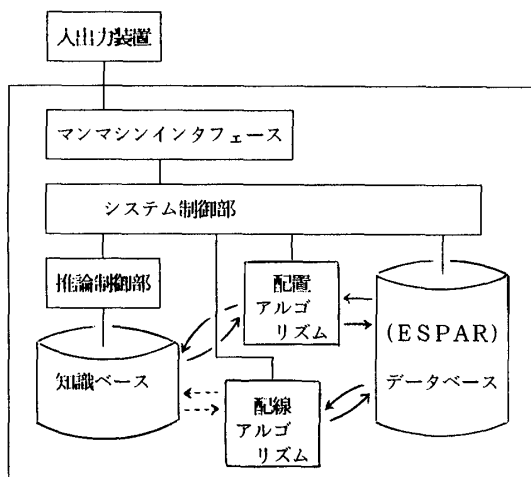 入出力装置
マンマシンインタフェース
システム制御部
推論制御部
配置
アルゴ
リズム
(ESPAR)
データベース
知識ベース
配線
アルゴ
リズム